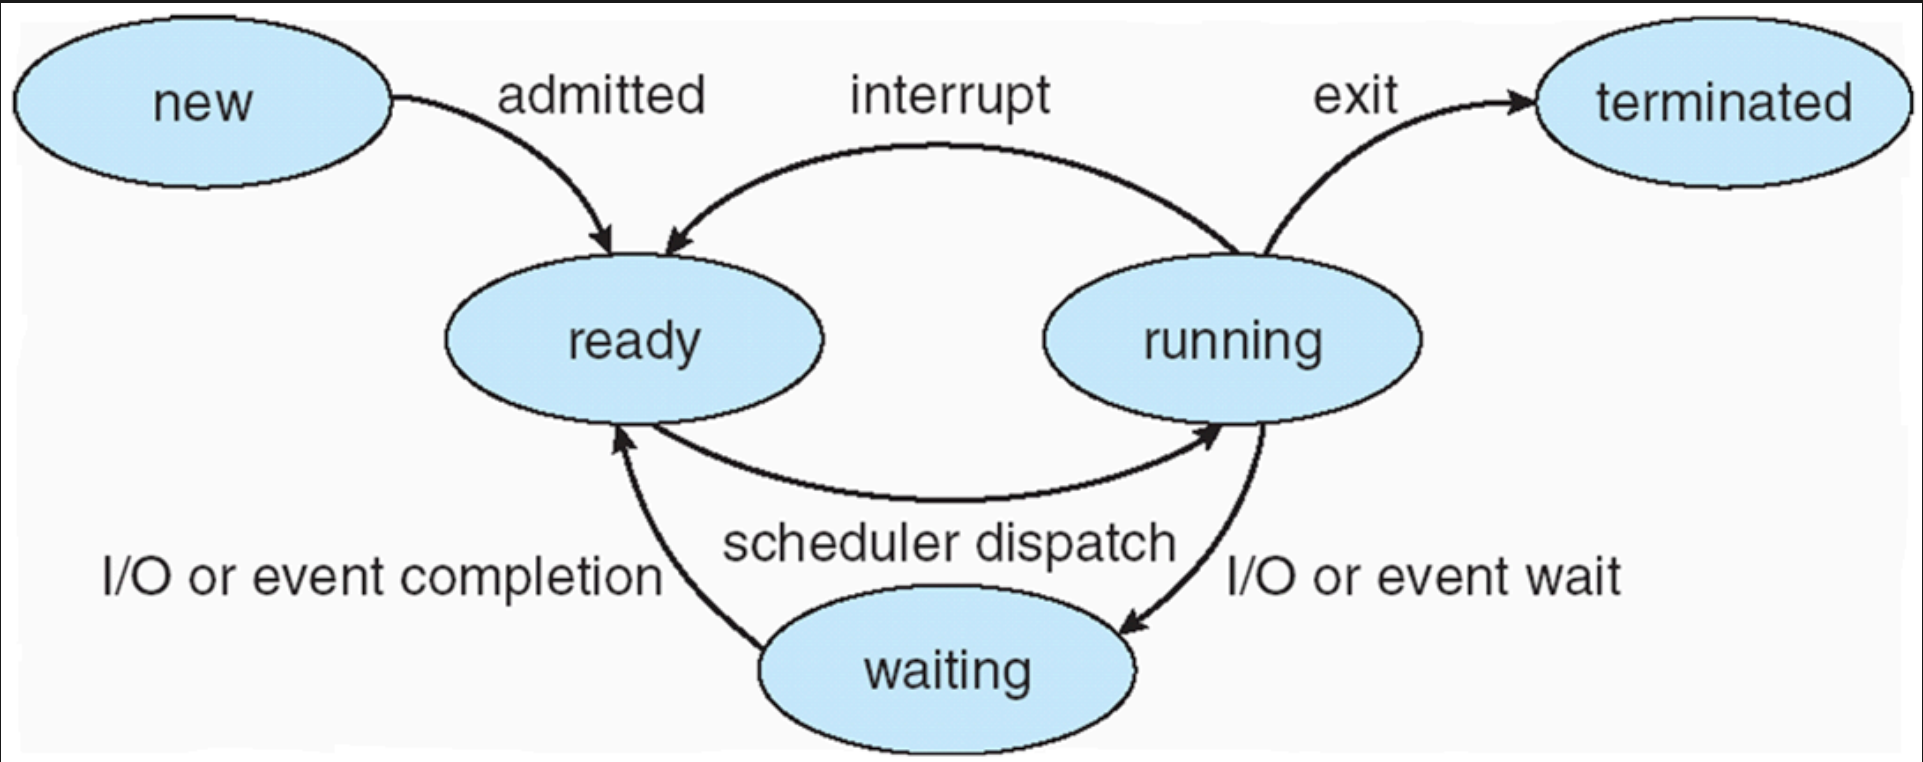 new
admitted
interrupt
exit
terminated
ready
running
scheduler dispatch
I/O or event completion
I/O or event wait
waiting